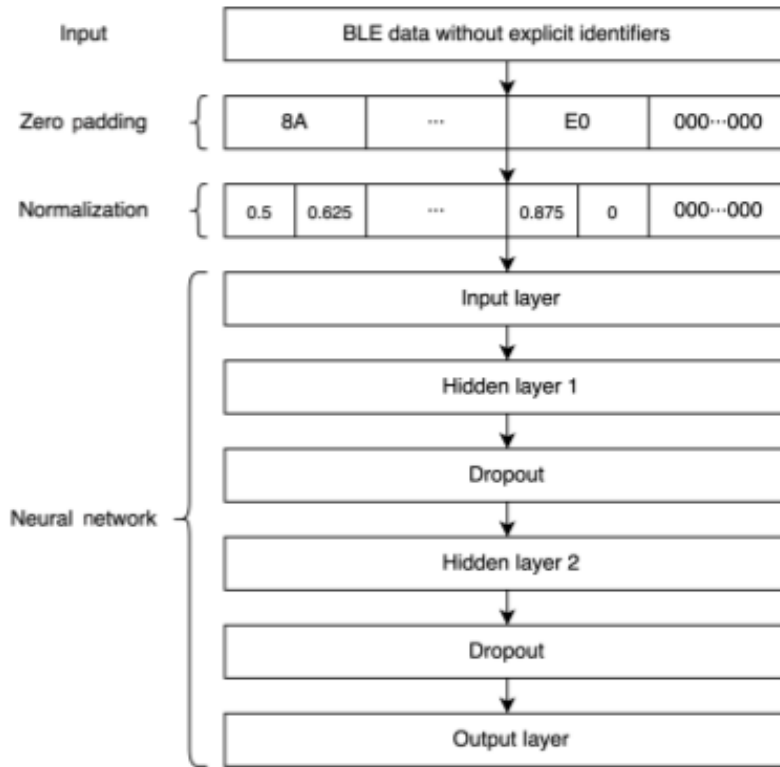 Input
BLE data without explicit identifiers
Zero padding
8A ... E0 000...000
Normalization
0.5 0.625 ... 0.875 0 000...000
Input layer
Hidden layer 1
Dropout
Neural network
Hidden layer 2
Dropout
Output layer